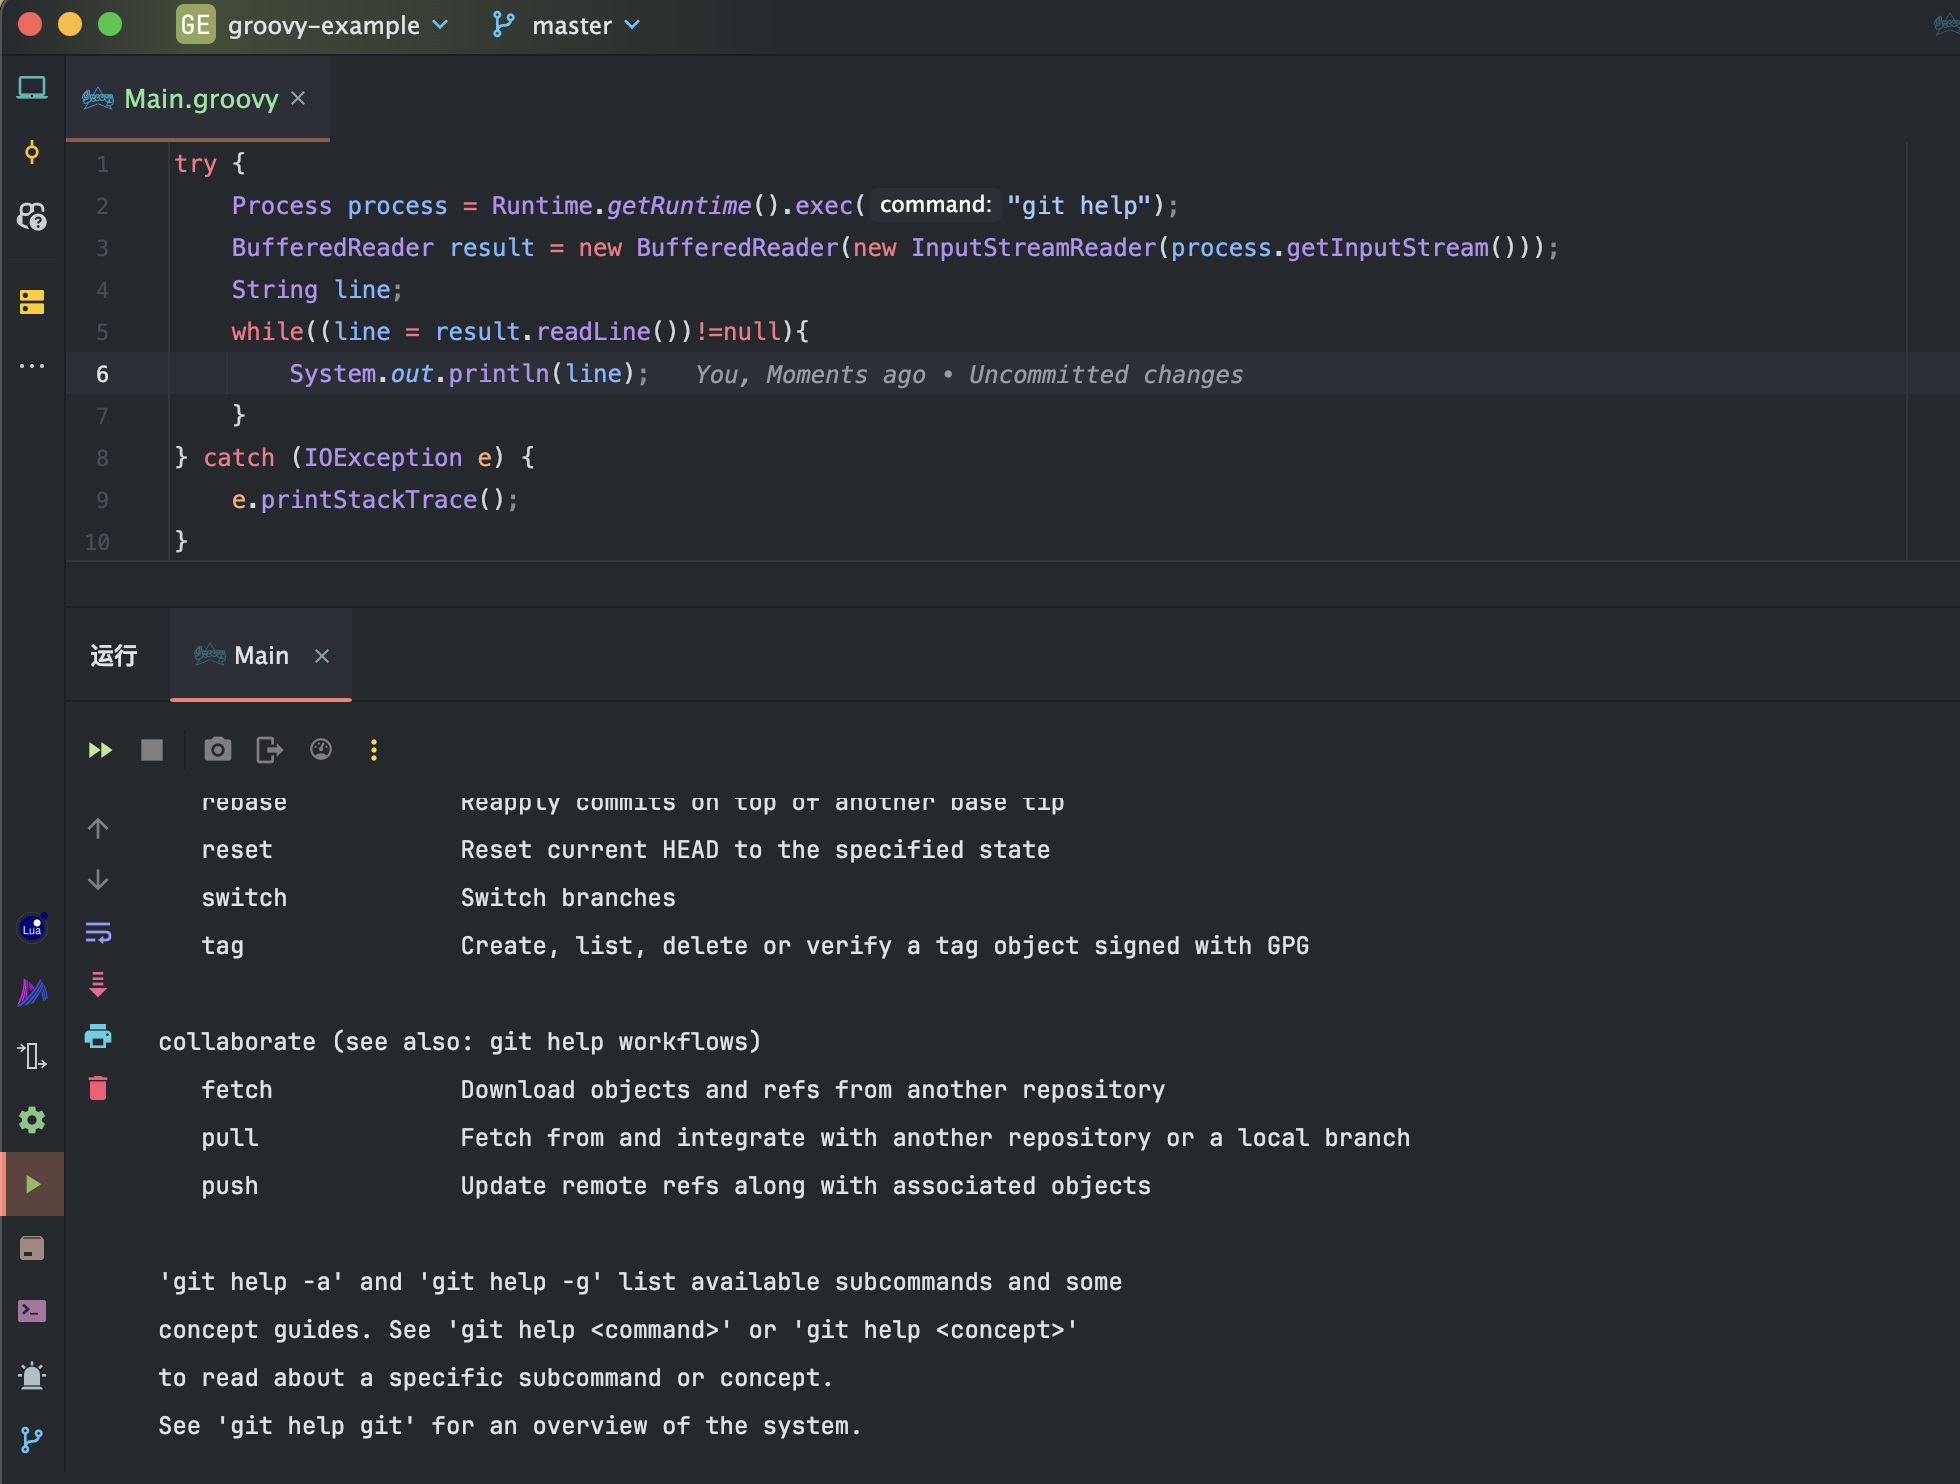 GE groovy-example master
Main.groovy
1 try {
2 Process process = Runtime.getRuntime().exec( command: "git help");
3 BufferedReader result = new BufferedReader(new InputStreamReader(process.getInputStream()));
4 String line;
5 while((line = result.readLine())!=null){
6 System.out.println(line); You, Moments ago • Uncommitted changes
7 }
8 } catch (IOException e) {
9 e.printStackTrace();
10 }
运行 Main
rebase Reapply commits on top of another base tip
reset Reset current HEAD to the specified state
switch Switch branches
tag Create, list, delete or verify a tag object signed with GPG
collaborate (see also: git help workflows)
fetch Download objects and refs from another repository
pull Fetch from and integrate with another repository or a local branch
push Update remote refs along with associated objects
'git help -a' and 'git help -g' list available subcommands and some
concept guides. See 'git help <command>' or 'git help <concept>'
to read about a specific subcommand or concept.
See 'git help git' for an overview of the system.
Lua